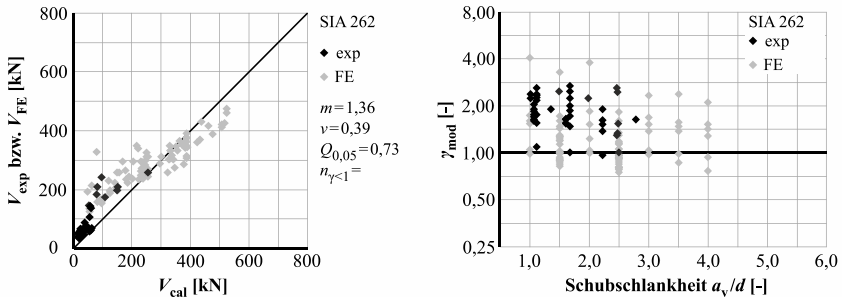 800
600
400
200
0
0
200
400
600
800
V_exp bzw. V_FE [kN]
V_cal [kN]
SIA 262
exp
FE
m=1,36
v=0,39
Q_0,05=0,73
n_γ<1=
8,00
4,00
2,00
1,00
0,50
0,25
1,0
2,0
3,0
4,0
5,0
6,0
γ_mod [-]
Schubschlankheit a_v/d [-]
SIA 262
exp
FE